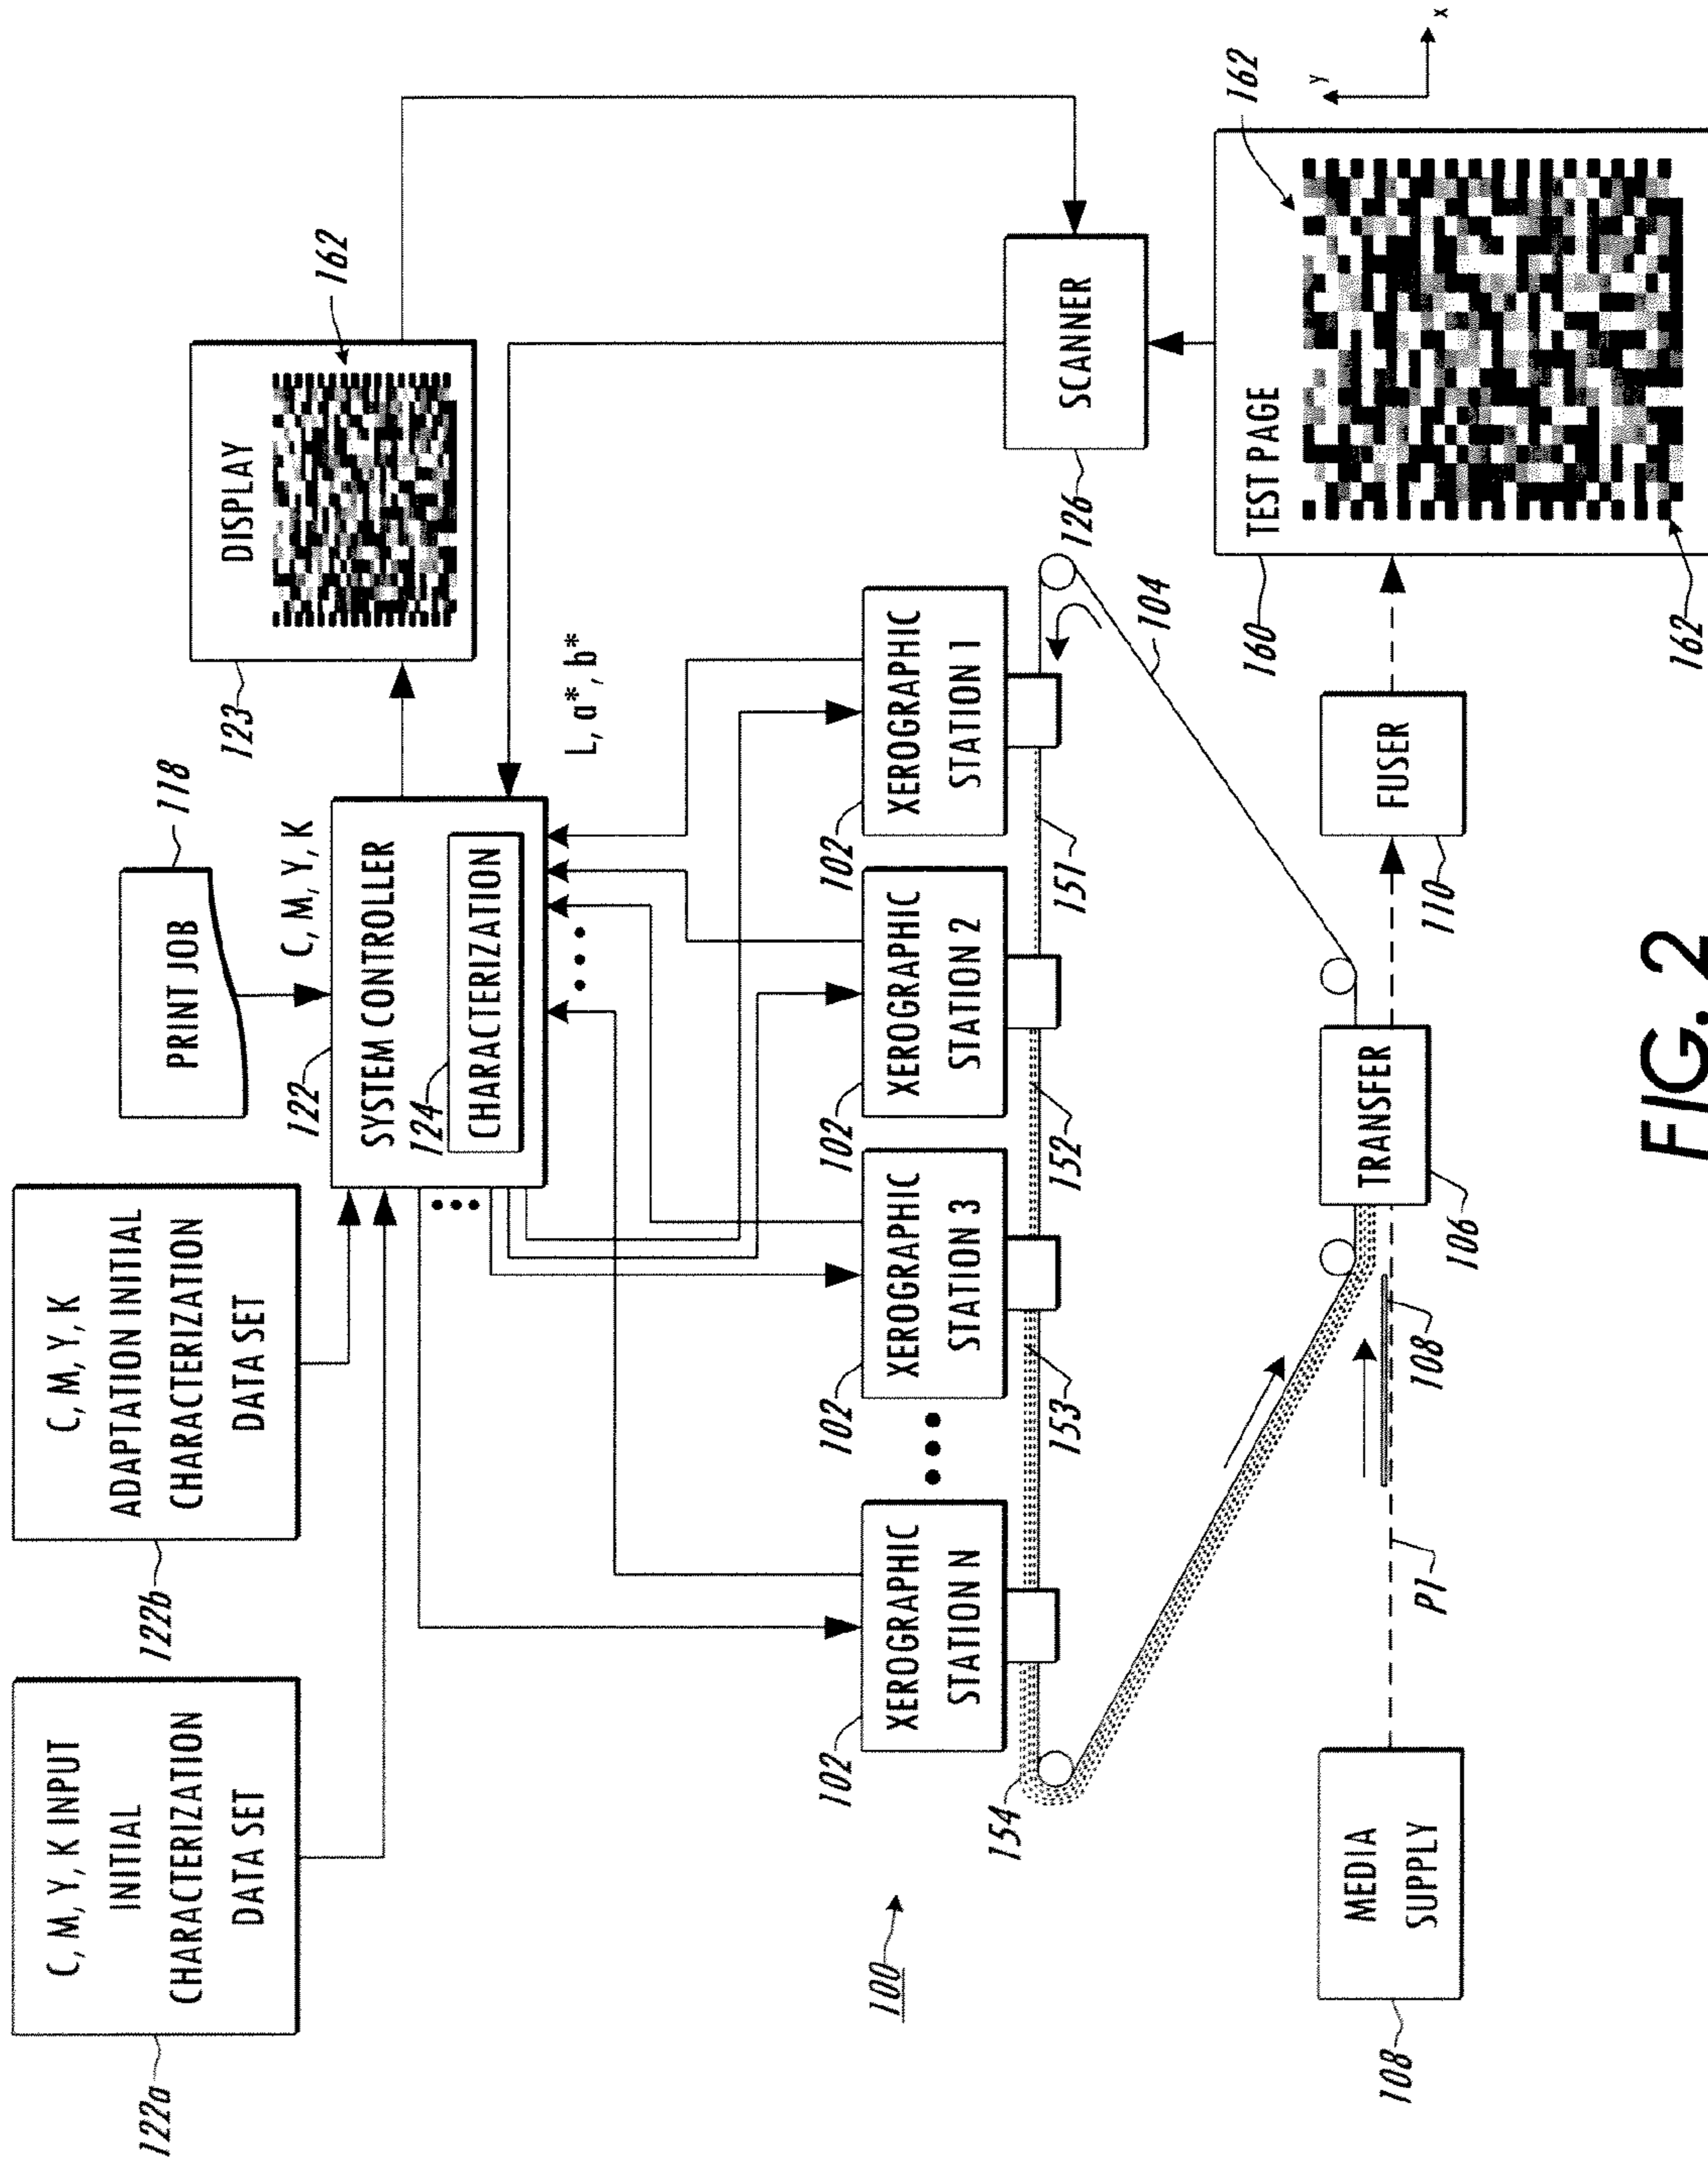 C, M, Y, K INPUT
INITIAL
CHARACTERIZATION
DATA SET
122a
C, M, Y, K
ADAPTATION INITIAL
CHARACTERIZATION
DATA SET
122b
PRINT JOB
118
C, M, Y, K
122
SYSTEM CONTROLLER
124
CHARACTERIZATION
DISPLAY
123
162
L, a*, b*
XEROGRAPHIC
STATION N
102
XEROGRAPHIC
STATION 3
102
XEROGRAPHIC
STATION 2
102
XEROGRAPHIC
STATION 1
102
SCANNER
126
100
154
153
152
151
104
MEDIA
SUPPLY
108
P1
108
TRANSFER
106
FUSER
110
TEST PAGE
160
162
162
Y
X
FIG. 2